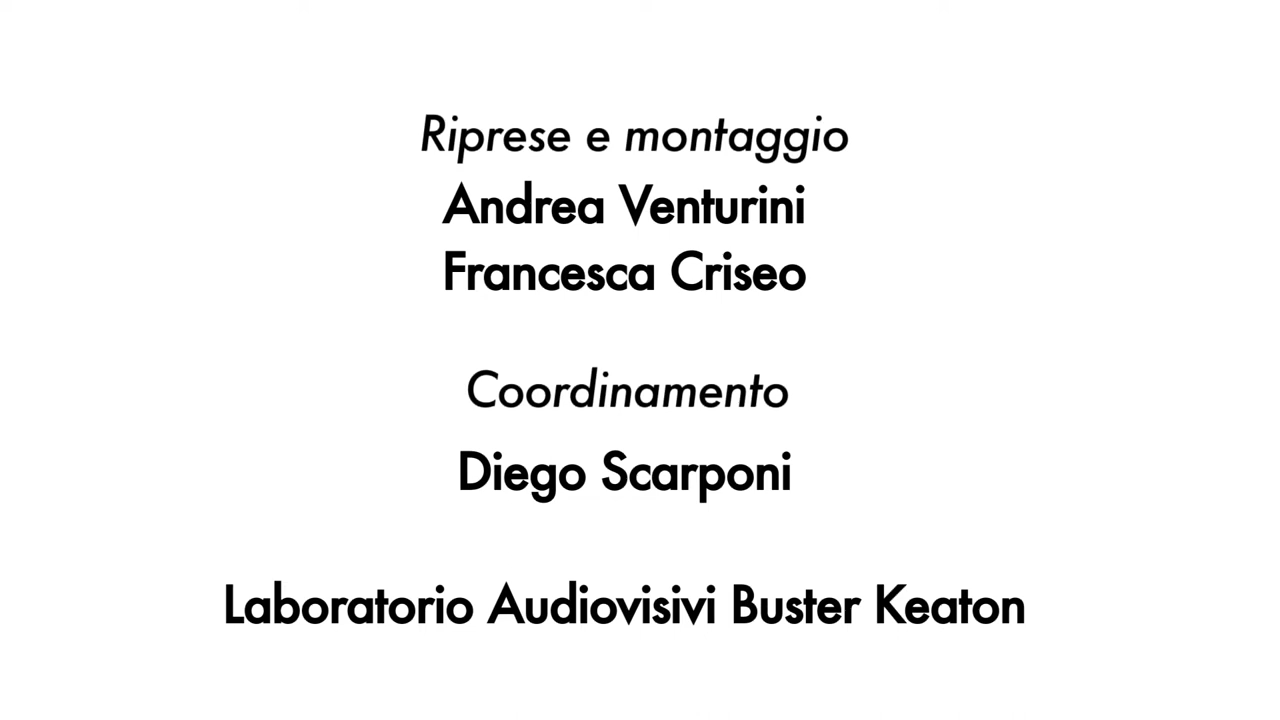 Riprese e montaggio
Andrea Venturini
Francesca Criseo
Coordinamento
Diego Scarponi
Laboratorio Audiovisivi Buster Keaton